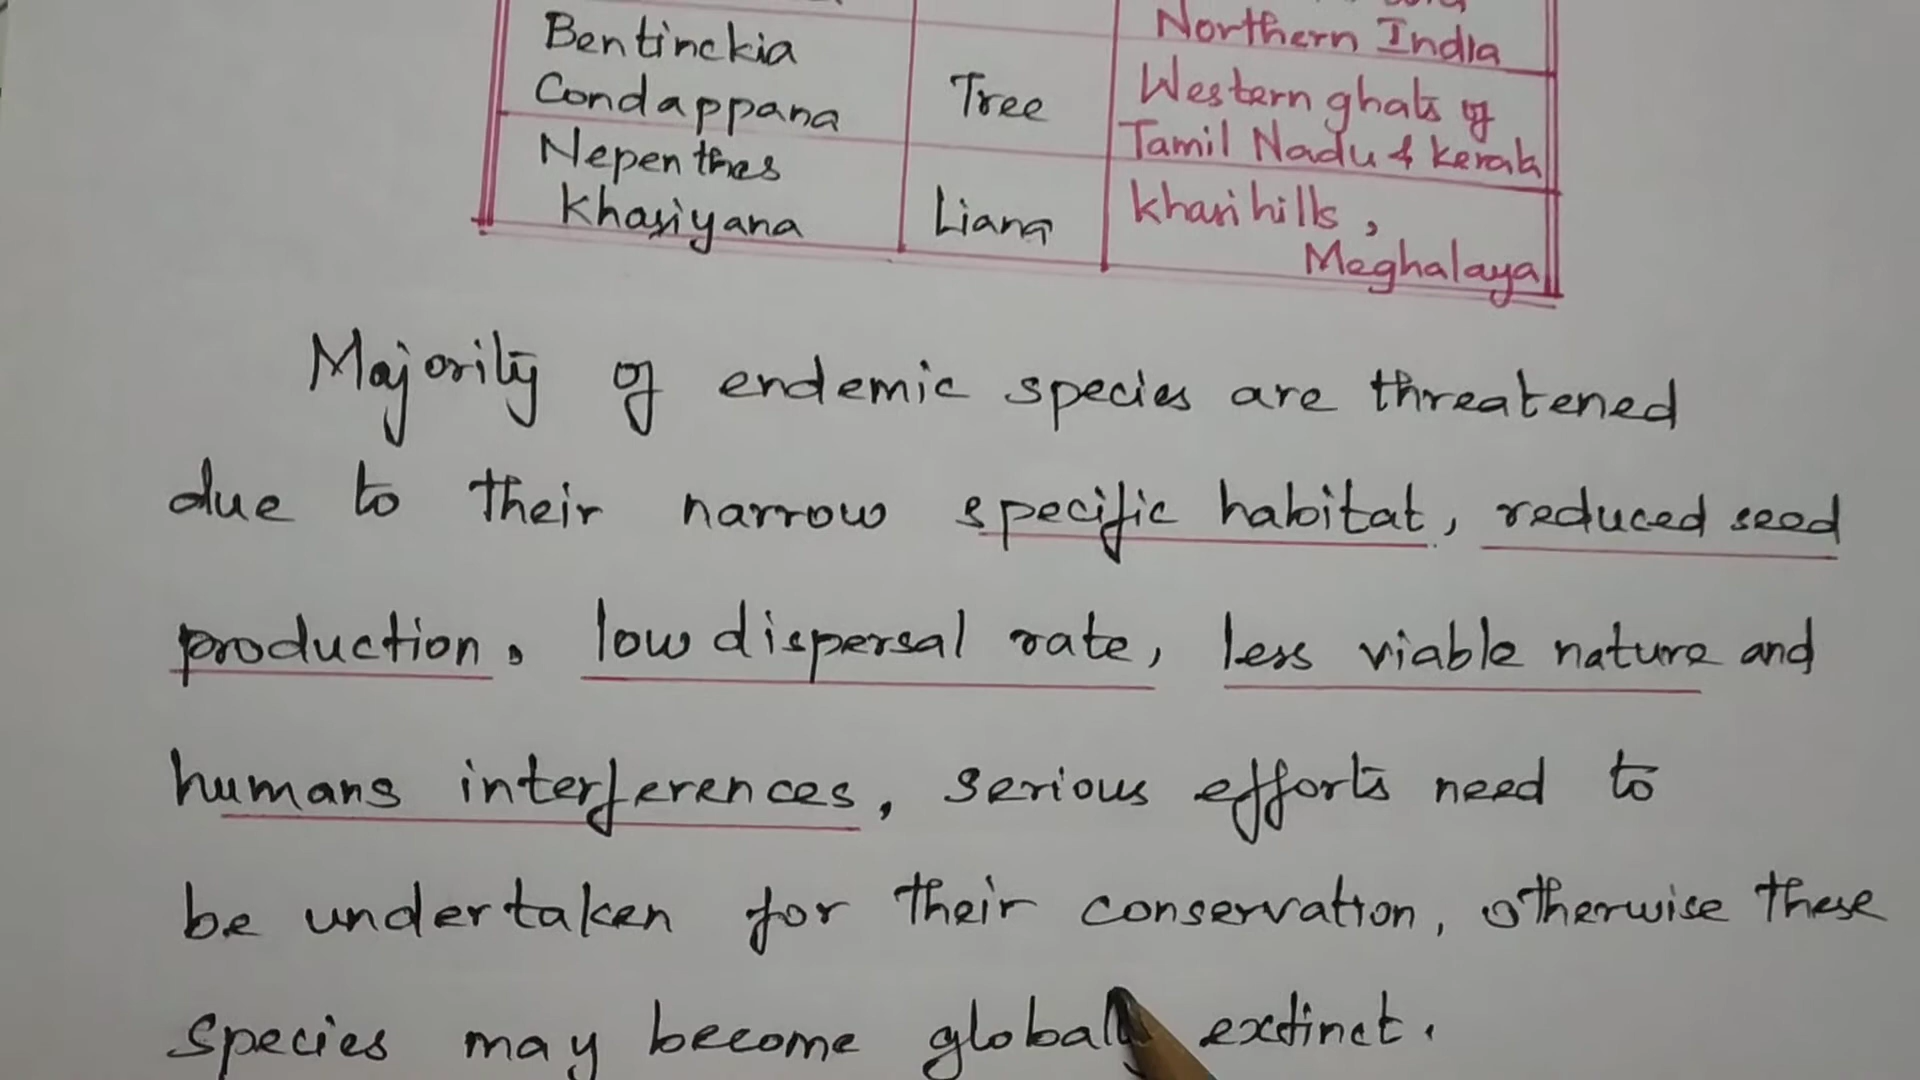 Northern India
Bentinckia
Condappana
Tree
Western ghats of
Tamil Nadu & Kerala
Nepenthes
Khasiyana
Liana
Khasi hills,
Meghalaya
Majority of endemic species are threatened
due to their narrow specific habitat, reduced seed
production, low dispersal rate, less viable nature and
humans interferences, serious efforts need to
be undertaken for their conservation, otherwise these
species may become globally extinct.